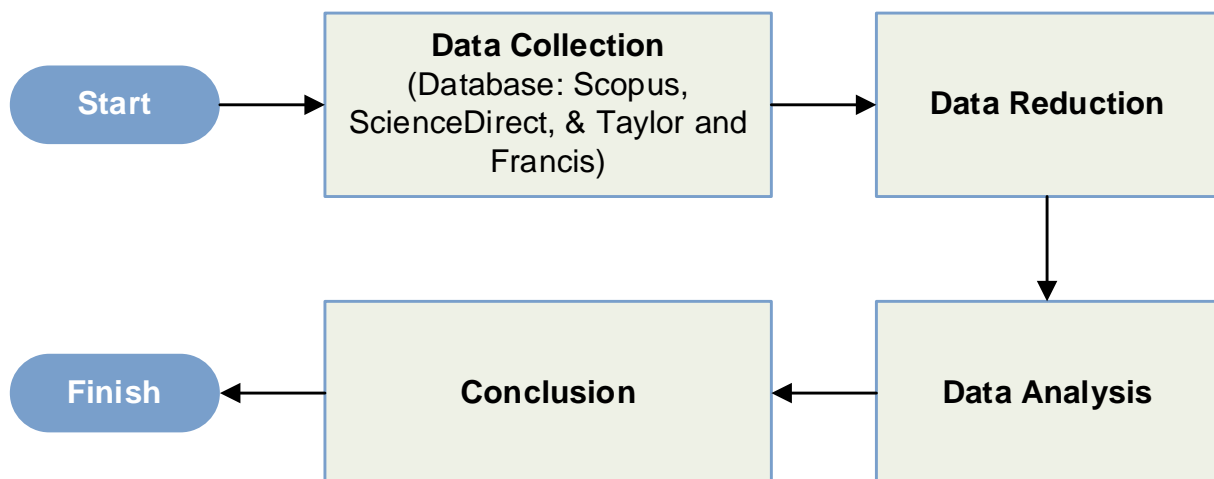 Start
Data Collection
(Database: Scopus,
ScienceDirect, & Taylor and
Francis)
Data Reduction
Data Analysis
Conclusion
Finish